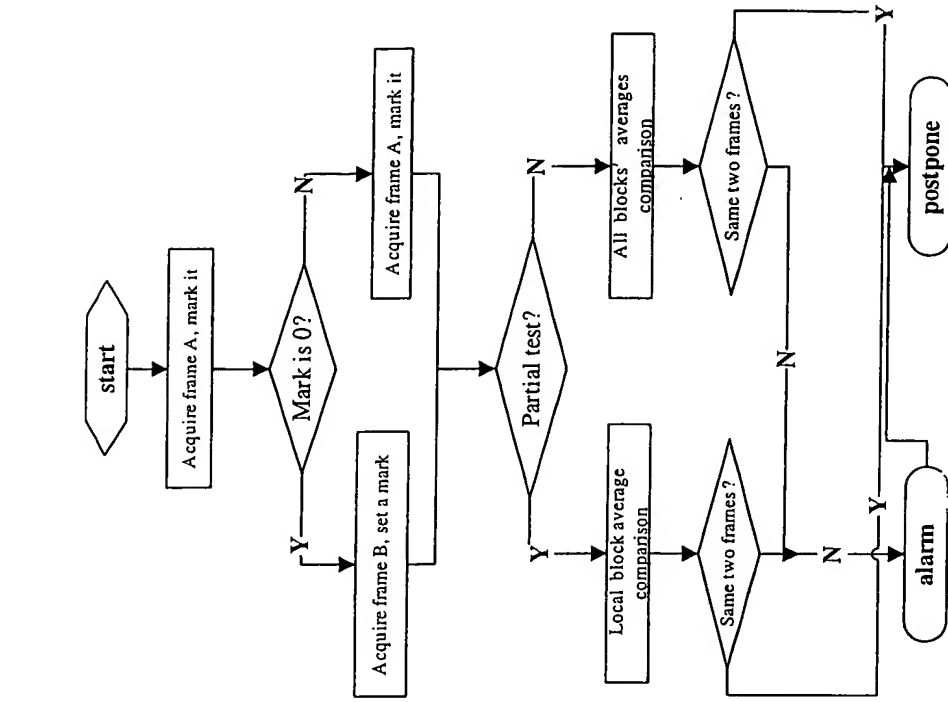 start
Acquire frame A, mark it
Mark is 0?
Y
N
Acquire frame B, set a mark
Acquire frame A, mark it
Partial test?
Y
N
Local block average
comparison
All blocks' averages
comparison
Same two frames ?
Same two frames ?
N
N
Y
Y
alarm
postpone